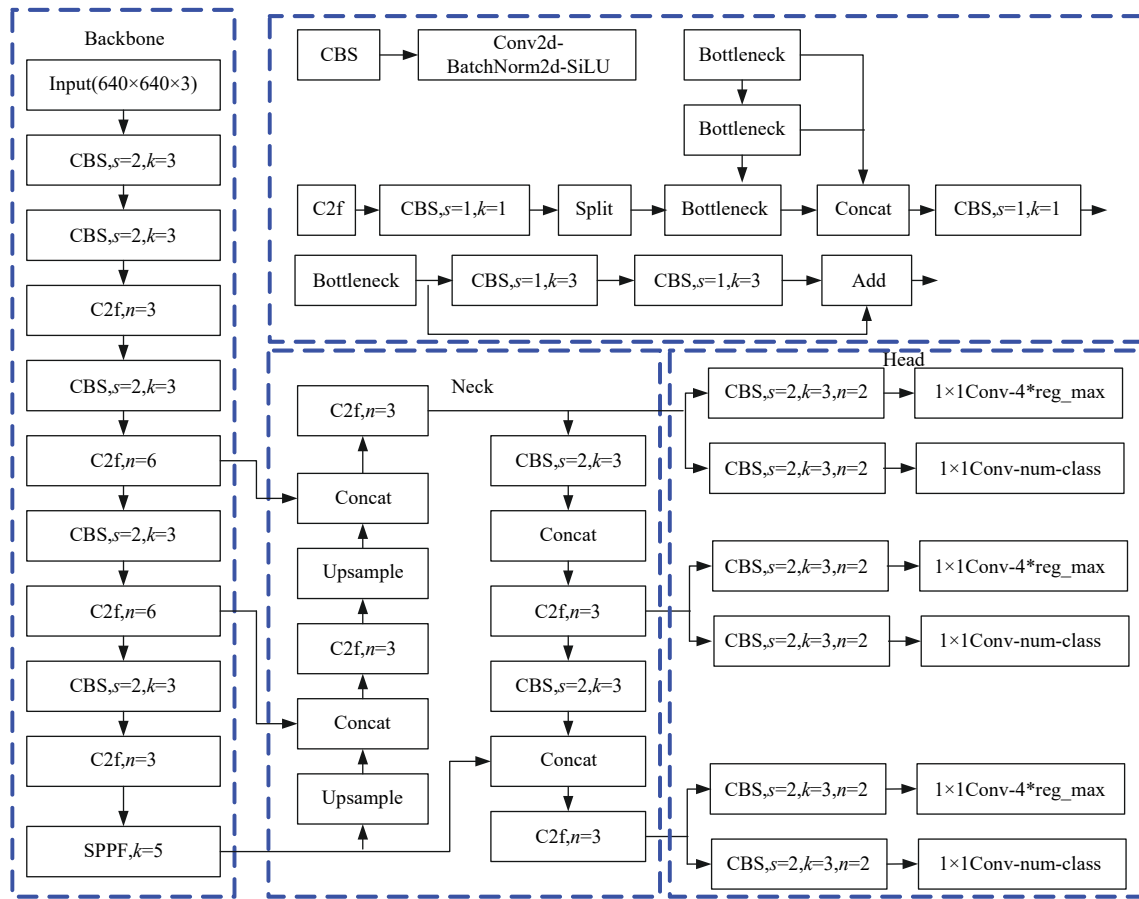 Backbone
Input(640×640×3)
CBS,s=2,k=3
CBS,s=2,k=3
C2f,n=3
CBS,s=2,k=3
C2f,n=6
CBS,s=2,k=3
C2f,n=6
CBS,s=2,k=3
C2f,n=3
SPPF,k=5
CBS
Conv2d-
BatchNorm2d-SiLU
Bottleneck
Bottleneck
C2f
CBS,s=1,k=1
Split
Bottleneck
Concat
CBS,s=1,k=1
Bottleneck
CBS,s=1,k=3
CBS,s=1,k=3
Add
Neck
C2f,n=3
Concat
Upsample
C2f,n=3
Concat
Upsample
CBS,s=2,k=3
Concat
C2f,n=3
CBS,s=2,k=3
Concat
C2f,n=3
Head
CBS,s=2,k=3,n=2
1×1Conv-4*reg_max
CBS,s=2,k=3,n=2
1×1Conv-num-class
CBS,s=2,k=3,n=2
1×1Conv-4*reg_max
CBS,s=2,k=3,n=2
1×1Conv-num-class
CBS,s=2,k=3,n=2
1×1Conv-4*reg_max
CBS,s=2,k=3,n=2
1×1Conv-num-class